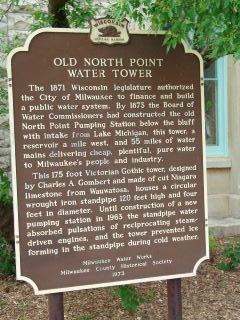 WISCONSIN
OLD NORTH POINT
WATER TOWER
The 1871 Wisconsin legislature authorized
the City of Milwaukee to finance and build
a public water system. By 1873 the Board of
Water Commissioners had constructed the old
North Point Pumping Station below the bluff
with intake from Lake Michigan, this tower, a
reservoir a mile west, and 55 miles of water
mains delivering cheap, plentiful, pure water
to Milwaukee's people and industry.
This 175 foot Victorian Gothic tower, designed
by Charles A. Gombert and made of cut Niagara
limestone from Wauwatosa, houses a circular
wrought iron standpipe 120 feet high and four
feet in diameter. Until construction of a new
pumping station in 1963 the standpipe water
absorbed pulsations of reciprocating steam-
driven engines, and the tower prevented ice
forming in the standpipe during cold weather.
Milwaukee Water Works
Milwaukee County Historical Society
1973